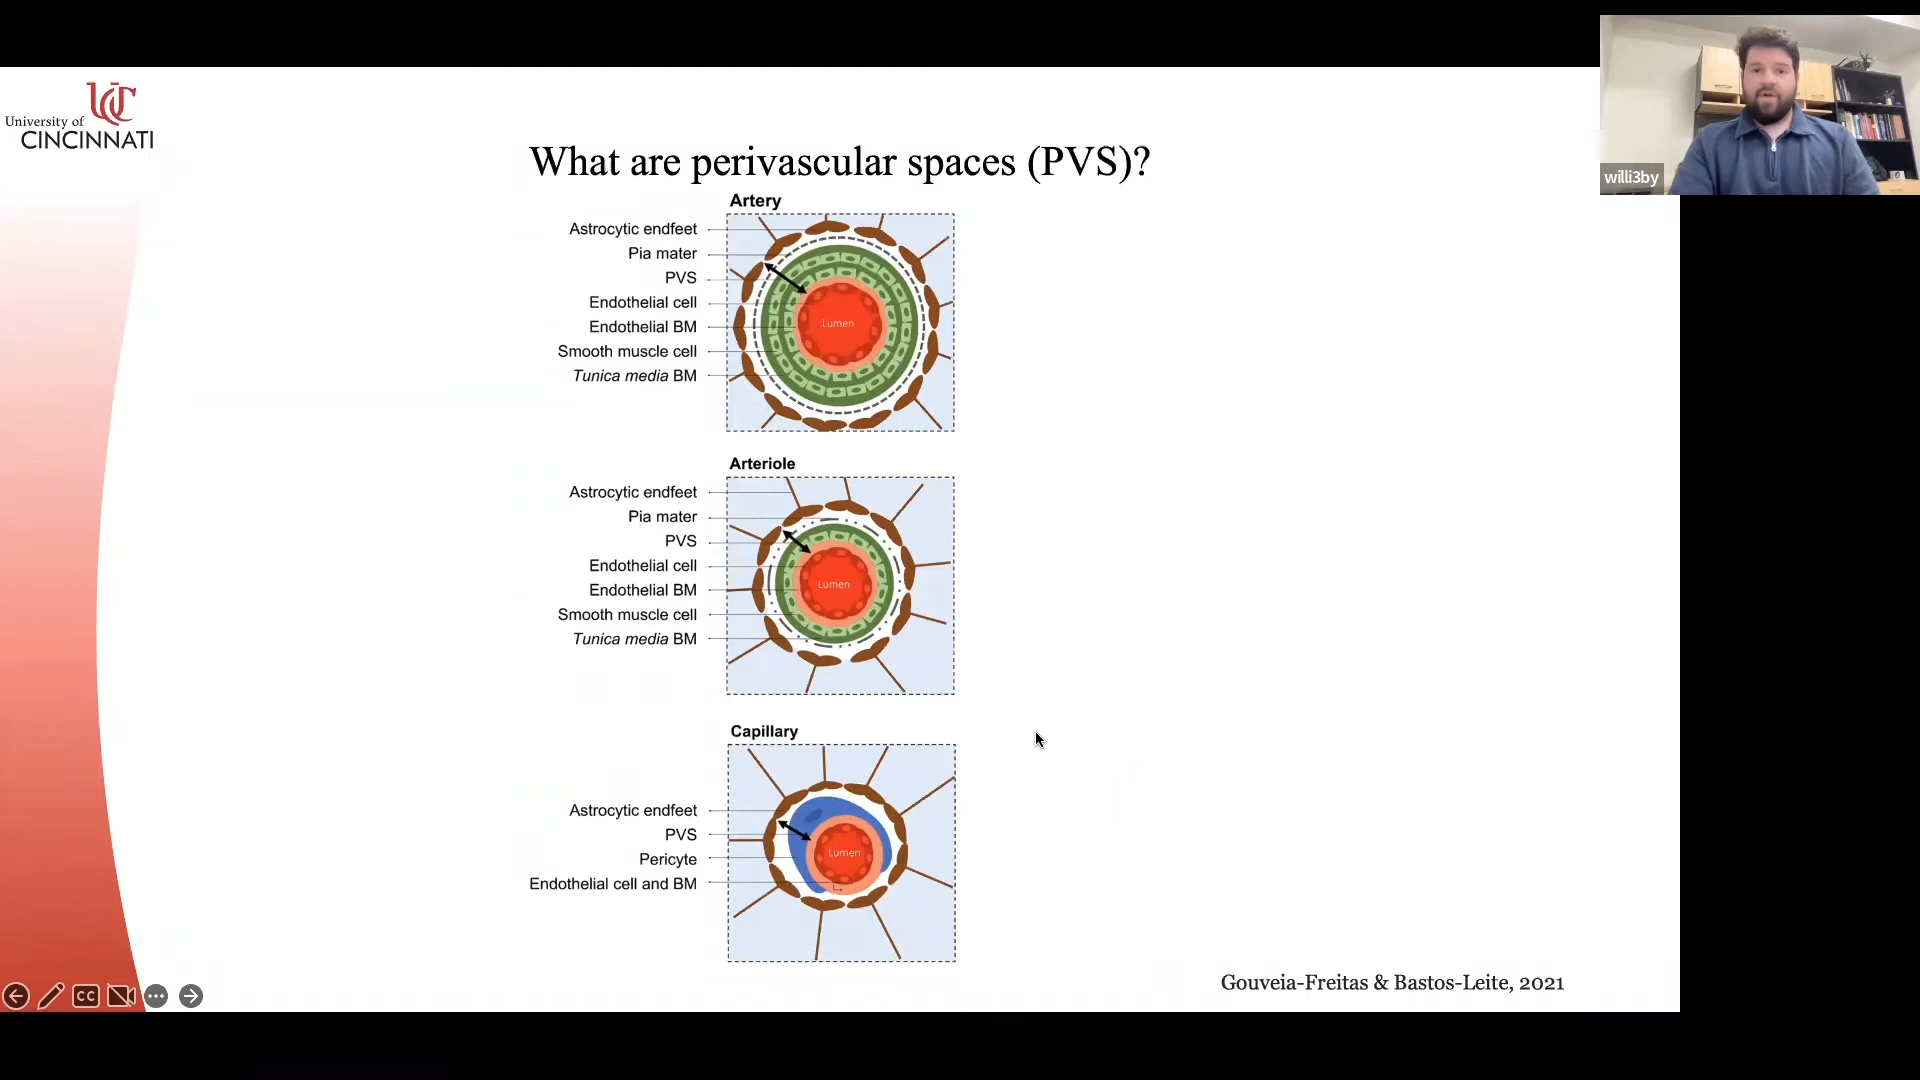 University of
CINCINNATI
willi3by
What are perivascular spaces (PVS)?
Artery
Astrocytic endfeet
Pia mater
PVS
Endothelial cell
Endothelial BM
Smooth muscle cell
Tunica media BM
Lumen
Arteriole
Astrocytic endfeet
Pia mater
PVS
Endothelial cell
Endothelial BM
Smooth muscle cell
Tunica media BM
Lumen
Capillary
Astrocytic endfeet
PVS
Pericyte
Endothelial cell and BM
Lumen
Gouveia-Freitas & Bastos-Leite, 2021
CC